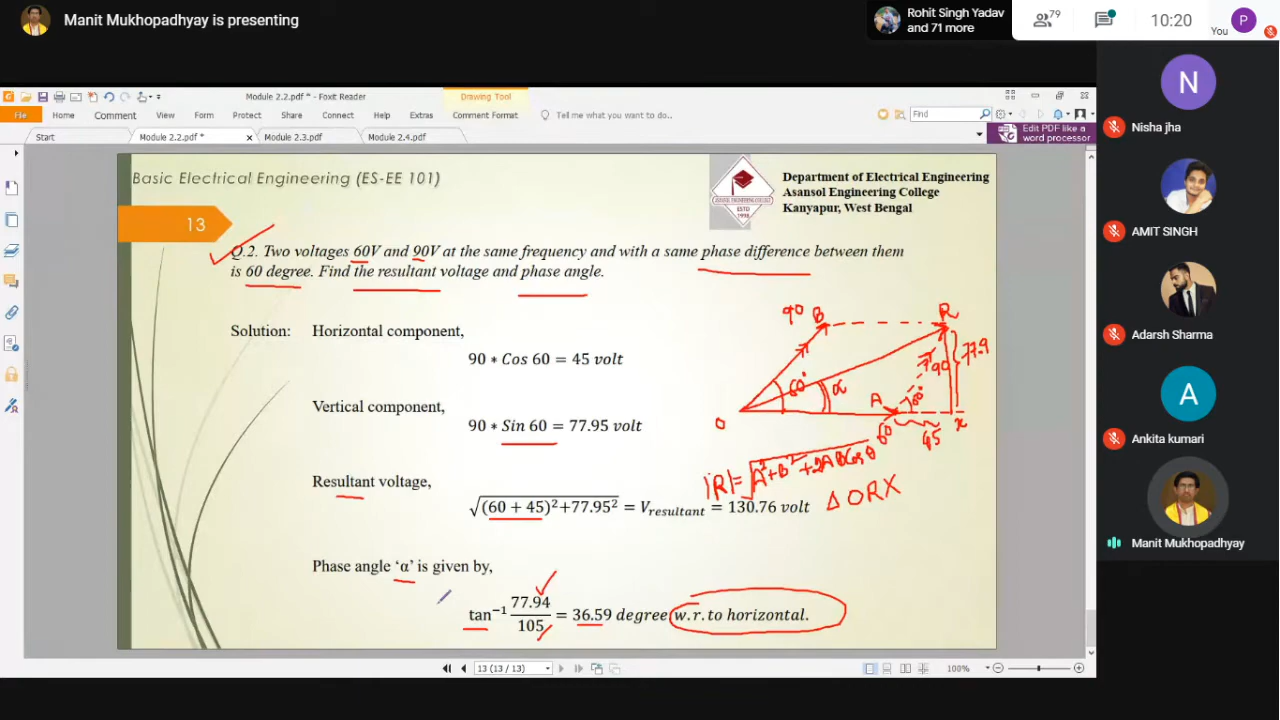 Manit Mukhopadhyay is presenting
Rohit Singh Yadav
and 71 more
79
10:20
You
P
Module 2.2.pdf * - Foxit Reader
Drawing Tool
File
Home
Comment
View
Form
Protect
Share
Connect
Help
Extras
Comment Format
Tell me what you want to do..
Find
Start
Module 2.2.pdf *
Module 2.3.pdf
Module 2.4.pdf
Edit PDF like a
word processor
Basic Electrical Engineering (ES-EE 101)
Department of Electrical Engineering
Asansol Engineering College
Kanyapur, West Bengal
13
Q.2. Two voltages 60V and 90V at the same frequency and with a same phase difference between them
is 60 degree. Find the resultant voltage and phase angle.
Solution: Horizontal component,
90 ∗ Cos 60 = 45 volt
Vertical component,
90 ∗ Sin 60 = 77.95 volt
Resultant voltage,
√(60 + 45)²+77.95² = Vresultant = 130.76 volt
Phase angle ‘α’ is given by,
tan⁻¹ 77.94/105 = 36.59 degree w.r.to horizontal.
90 B
R
77.9
90
60°
α
60°
A
O
60
45
x
|R| = √A²+B²+2AB Cos θ
Δ ORX
13 (13 / 13)
100%
N
Nisha jha
AMIT SINGH
Adarsh Sharma
A
Ankita kumari
Manit Mukhopadhyay